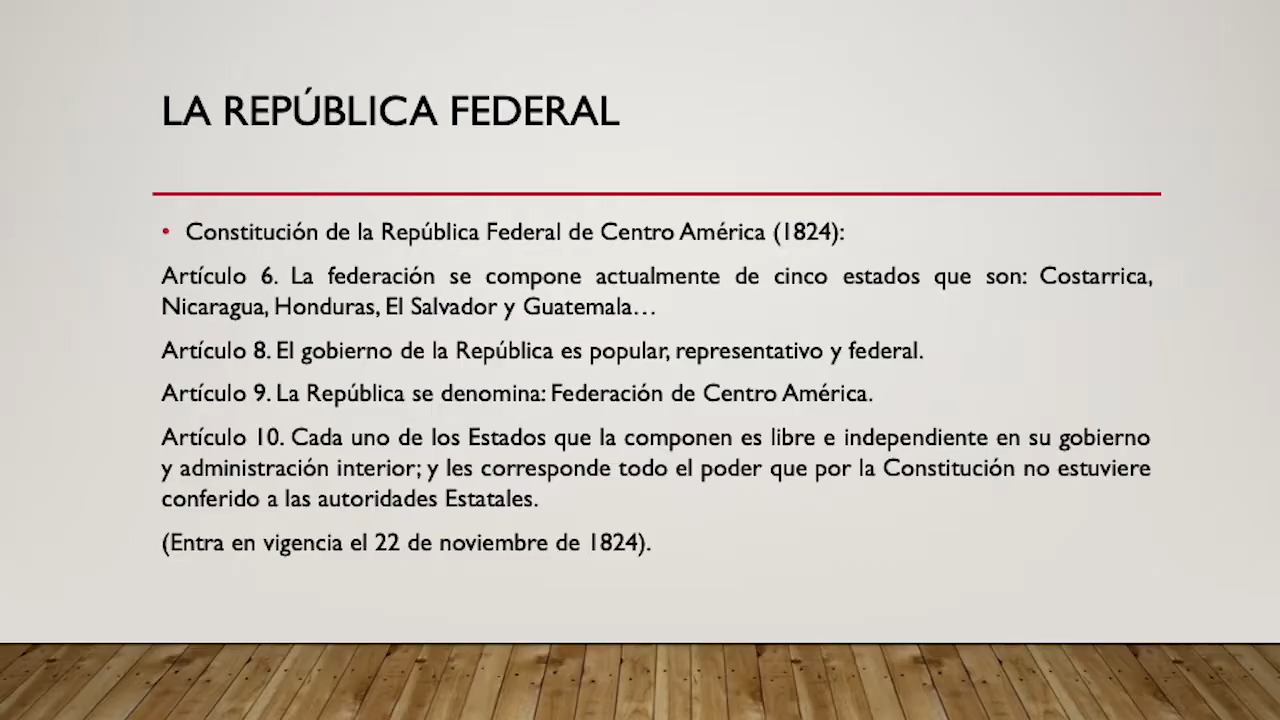 LA REPÚBLICA FEDERAL
• Constitución de la República Federal de Centro América (1824):
Artículo 6. La federación se compone actualmente de cinco estados que son: Costarrica,
Nicaragua, Honduras, El Salvador y Guatemala…
Artículo 8. El gobierno de la República es popular, representativo y federal.
Artículo 9. La República se denomina: Federación de Centro América.
Artículo 10. Cada uno de los Estados que la componen es libre e independiente en su gobierno
y administración interior; y les corresponde todo el poder que por la Constitución no estuviere
conferido a las autoridades Estatales.
(Entra en vigencia el 22 de noviembre de 1824).